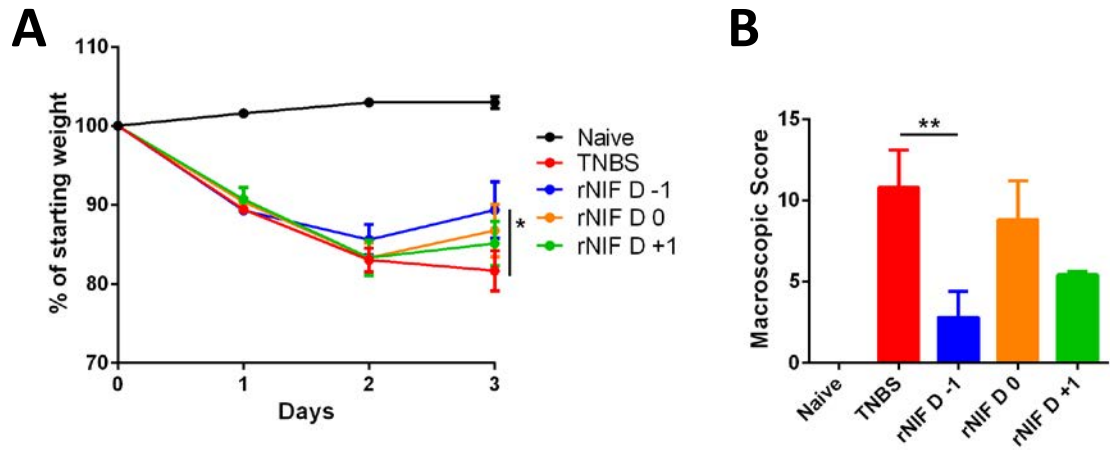 A
110
100
90
80
70
% of starting weight
0
1
2
3
Days
*
Naive
TNBS
rNIF D -1
rNIF D 0
rNIF D +1
B
15
10
5
0
Macroscopic Score
**
Naive
TNBS
rNIF D -1
rNIF D 0
rNIF D +1